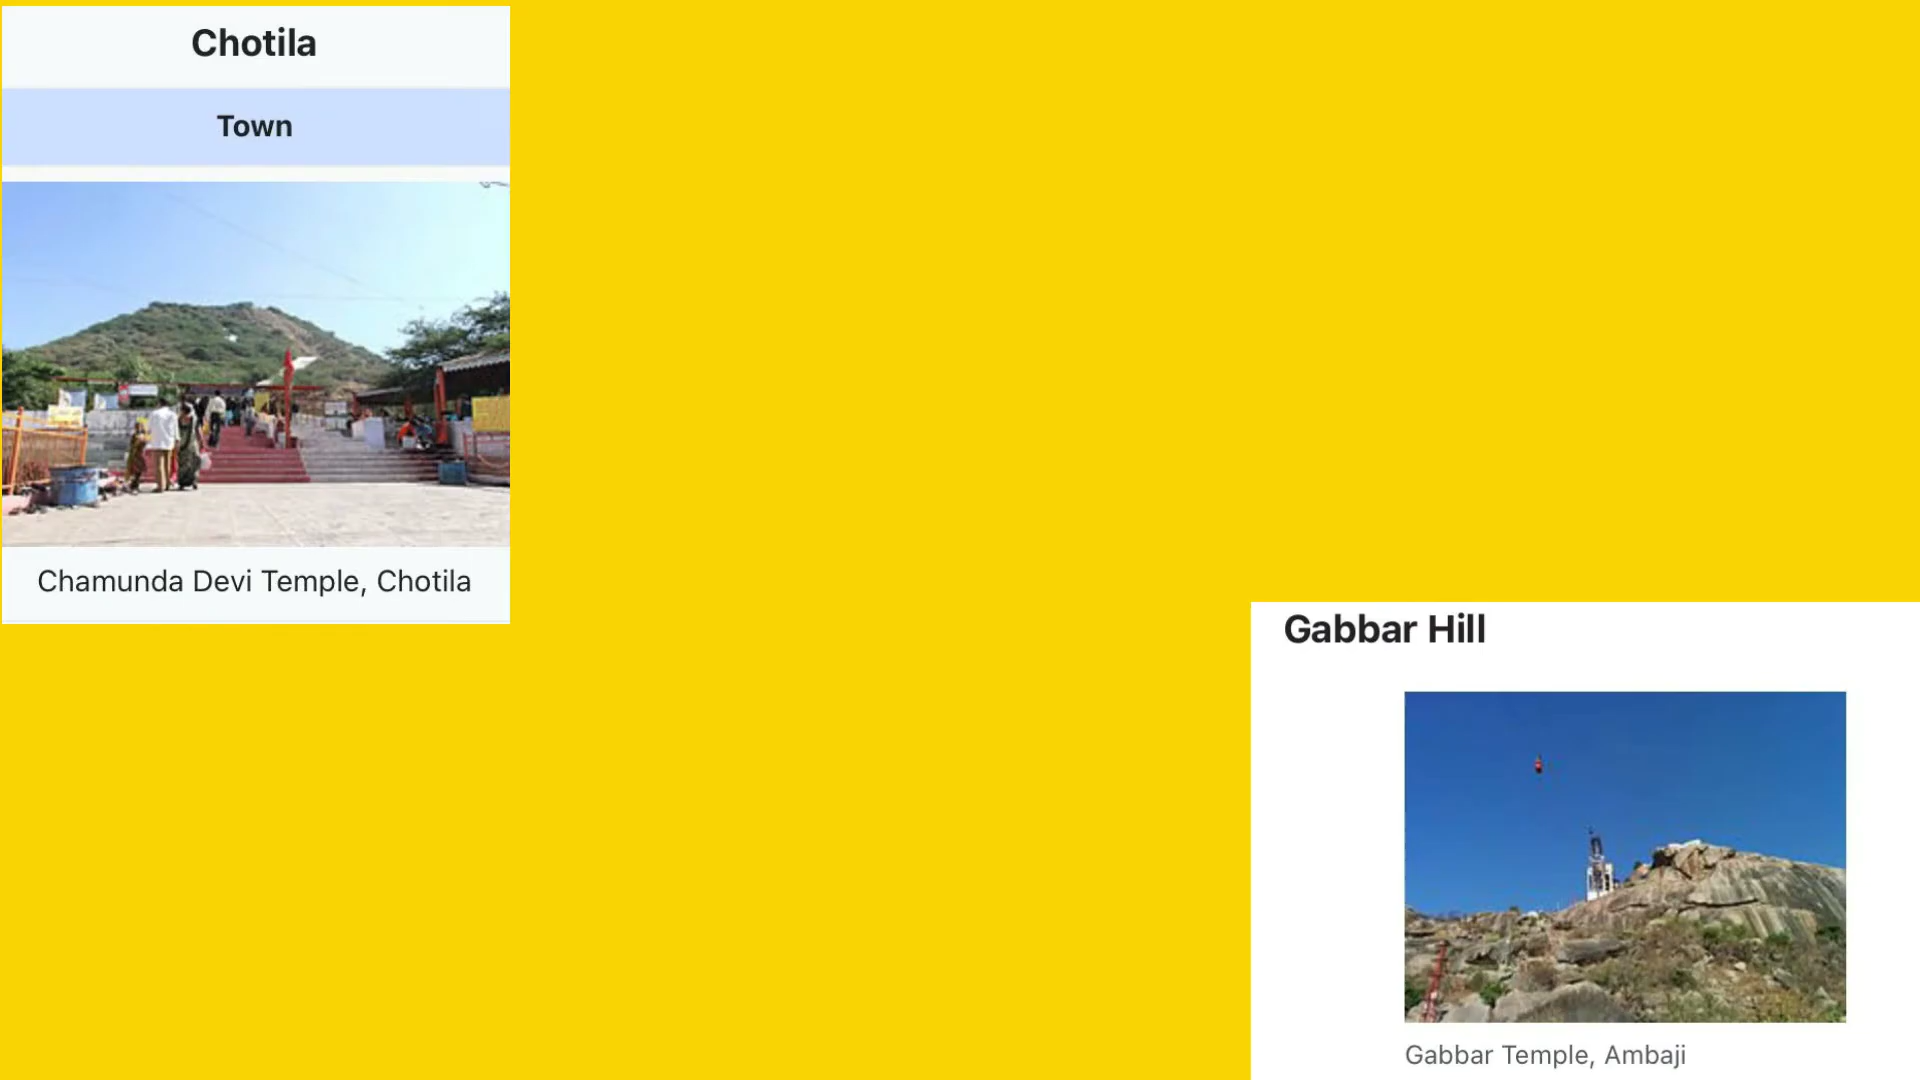 Chotila
Town
Chamunda Devi Temple, Chotila
Gabbar Hill
Gabbar Temple, Ambaji